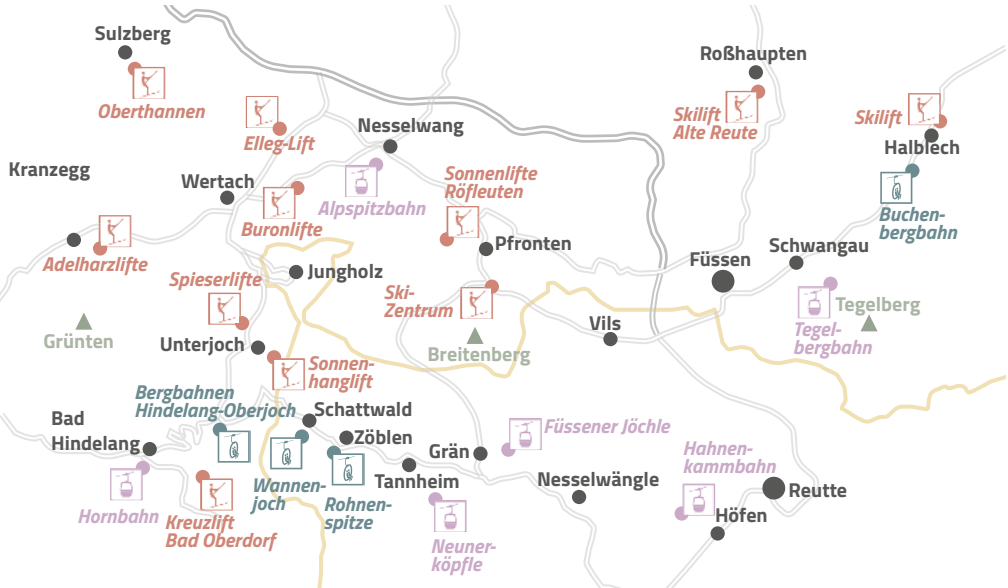 Sulzberg
Oberthannen
Elleg-Lift
Nesselwang
Roßhaupten
Skilift
Alte Reute
Skilift
Halblech
Kranzegg
Wertach
Alpspitzbahn
Sonnenlifte
Röfleuten
Buchen-
bergbahn
Buronlifte
Adelharzlifte
Pfronten
Schwangau
Füssen
Jungholz
Spieserlifte
Ski-
Zentrum
Tegelberg
Tegel-
bergbahn
Grünten
Vils
Breitenberg
Unterjoch
Sonnen-
hanglift
Bergbahnen
Hindelang-Oberjoch
Schattwald
Bad
Hindelang
Zöblen
Grän
Füssener Jöchle
Hahnen-
kammbahn
Tannheim
Nesselwängle
Wannen-
joch
Rohnen-
spitze
Reutte
Hornbahn
Kreuzlift
Bad Oberdorf
Höfen
Neuner-
köpfle